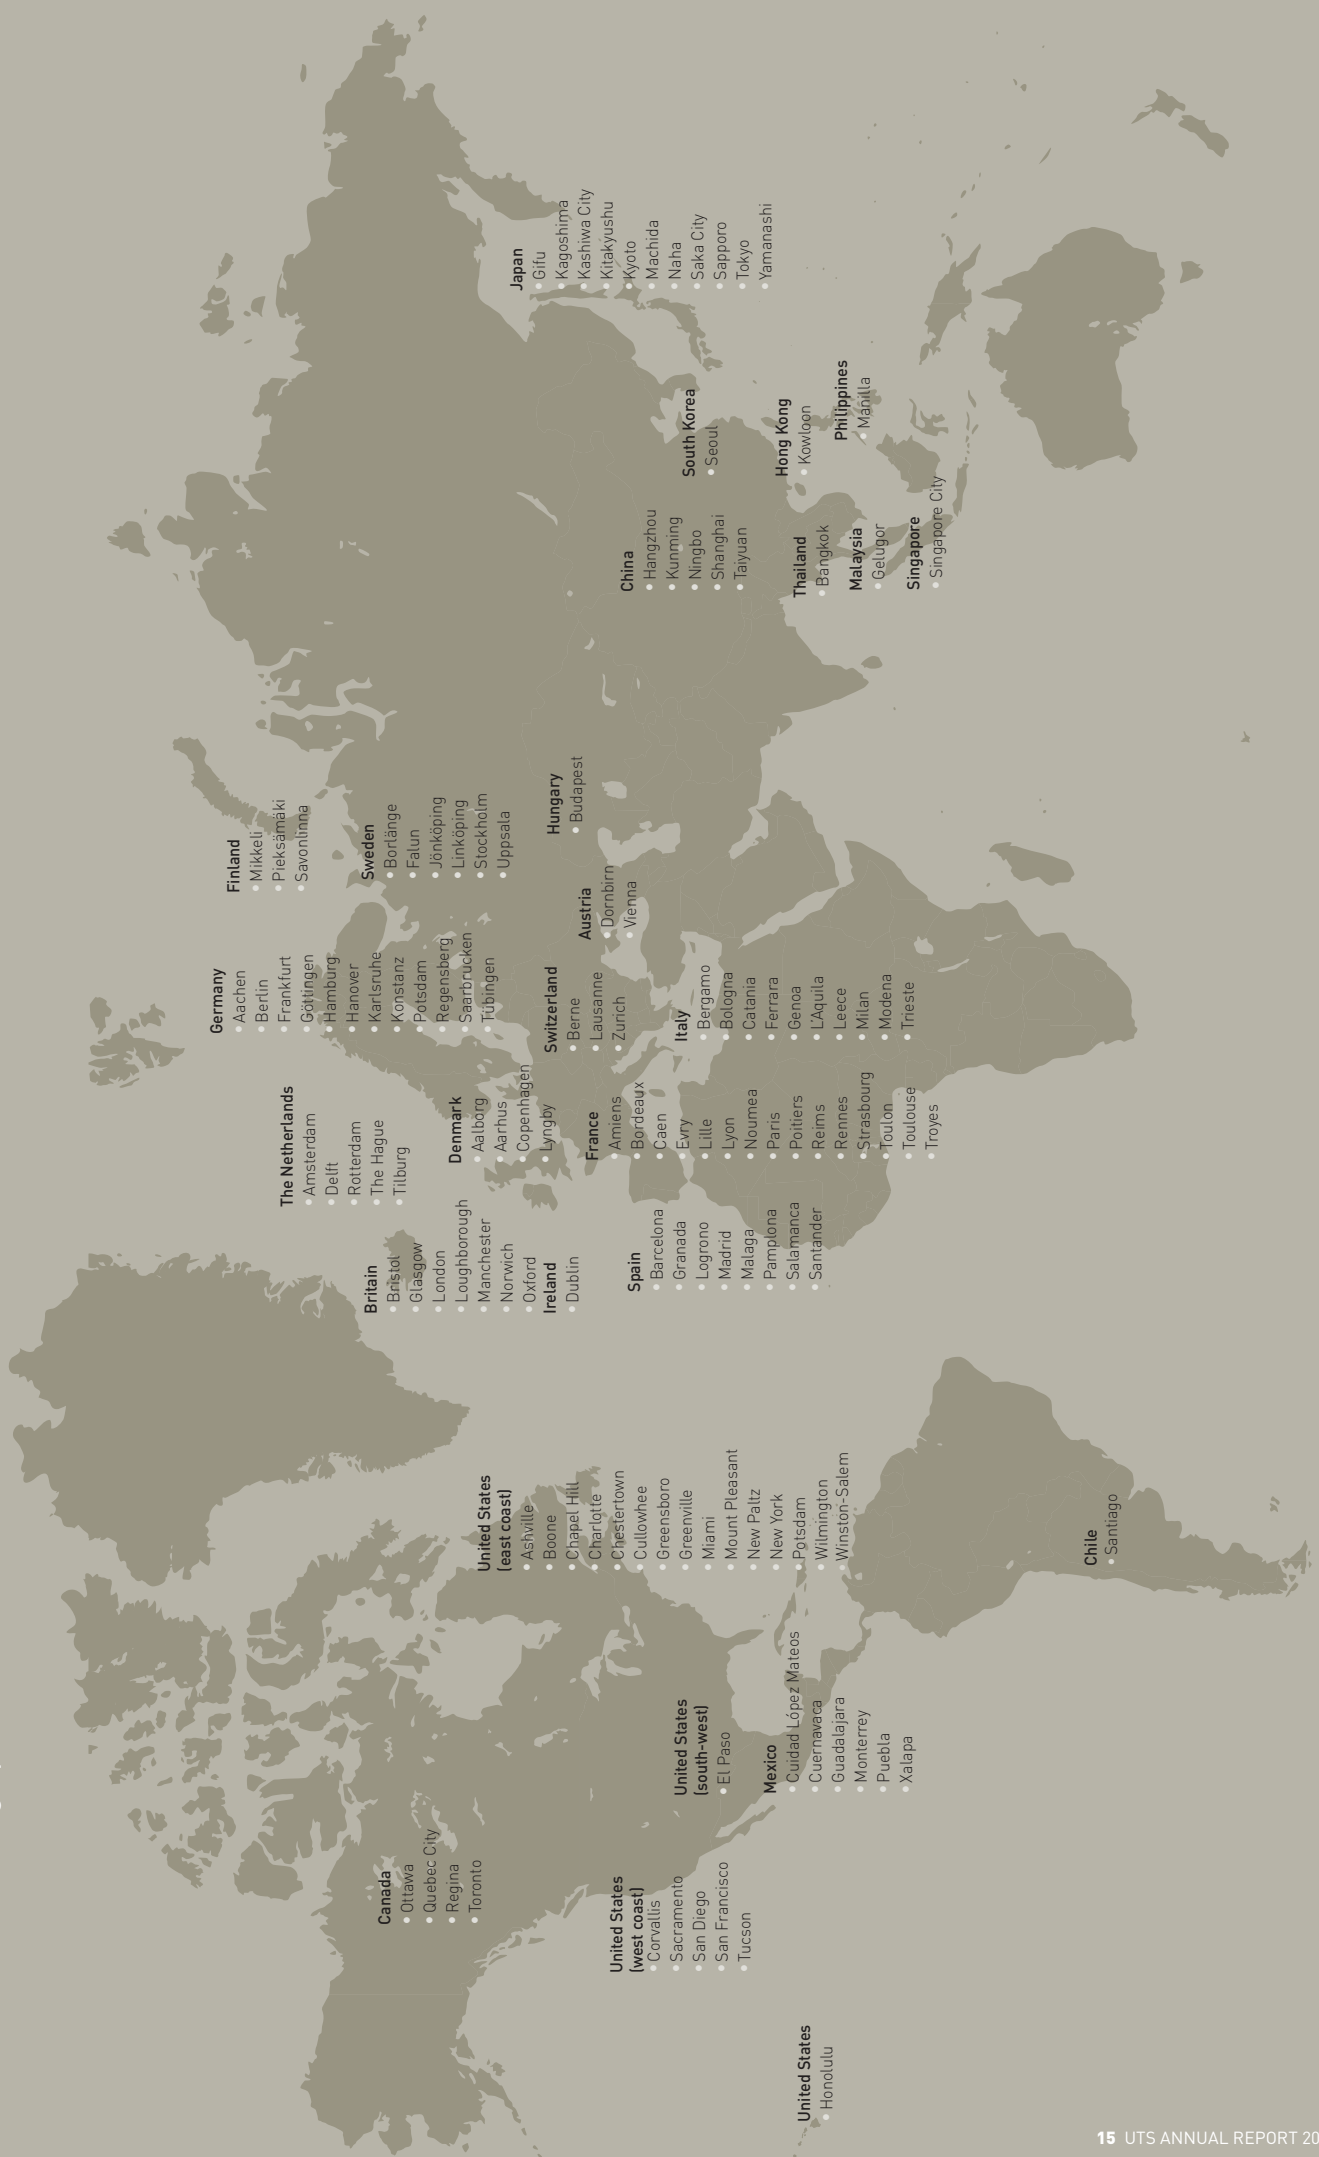 Canada
Ottawa
Quebec City
Regina
Toronto
United States
(west coast)
Corvallis
Sacramento
San Diego
San Francisco
Tucson
United States
Honolulu
United States
(south-west)
El Paso
Mexico
Cuidad López Mateos
Cuernavaca
Guadalajara
Monterrey
Puebla
Xalapa
United States
(east coast)
Ashville
Boone
Chapel Hill
Charlotte
Chestertown
Cullowhee
Greensboro
Greenville
Miami
Mount Pleasant
New Paltz
New York
Potsdam
Wilmington
Winston-Salem
Chile
Santiago
Britain
Bristol
Glasgow
London
Loughborough
Manchester
Norwich
Oxford
Ireland
Dublin
Spain
Barcelona
Granada
Logrono
Madrid
Malaga
Pamplona
Salamanca
Santander
The Netherlands
Amsterdam
Delft
Rotterdam
The Hague
Tilburg
Denmark
Aalborg
Aarhus
Copenhagen
Lyngby
France
Amiens
Bordeaux
Caen
Evry
Lille
Lyon
Noumea
Paris
Poitiers
Reims
Rennes
Strasbourg
Toulon
Toulouse
Troyes
Germany
Aachen
Berlin
Frankfurt
Göttingen
Hamburg
Hanover
Karlsruhe
Konstanz
Potsdam
Regensberg
Saarbrucken
Tübingen
Switzerland
Berne
Lausanne
Zurich
Italy
Bergamo
Bologna
Catania
Ferrara
Genoa
L'Aquila
Leece
Milan
Modena
Trieste
Finland
Mikkeli
Pieksämäki
Savonlinna
Sweden
Borlänge
Falun
Jönköping
Linköping
Stockholm
Uppsala
Austria
Dornbirn
Vienna
Hungary
Budapest
China
Hangzhou
Kunming
Ningbo
Shanghai
Taiyuan
Thailand
Bangkok
Malaysia
Gelugor
Singapore
Singapore City
South Korea
Seoul
Hong Kong
Kowloon
Philippines
Manilla
Japan
Gifu
Kagoshima
Kashiwa City
Kitakyushu
Kyoto
Machida
Naha
Saka City
Sapporo
Tokyo
Yamanashi
15 UTS ANNUAL REPORT 20